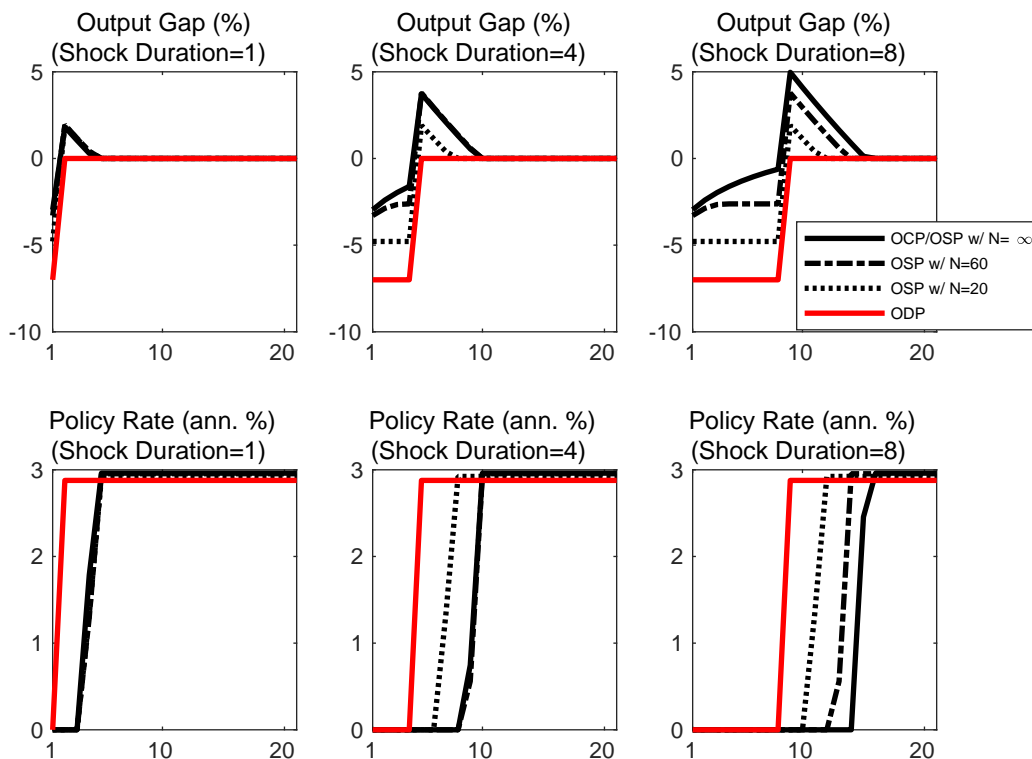 Output Gap (%)
(Shock Duration=1)
Output Gap (%)
(Shock Duration=4)
Output Gap (%)
(Shock Duration=8)
5
0
-5
-10
1
10
20
5
0
-5
-10
1
10
20
5
0
-5
-10
1
10
20
OCP/OSP w/ N= ∞
OSP w/ N=60
OSP w/ N=20
ODP
Policy Rate (ann. %)
(Shock Duration=1)
Policy Rate (ann. %)
(Shock Duration=4)
Policy Rate (ann. %)
(Shock Duration=8)
3
2
1
0
1
10
20
3
2
1
0
1
10
20
3
2
1
0
1
10
20